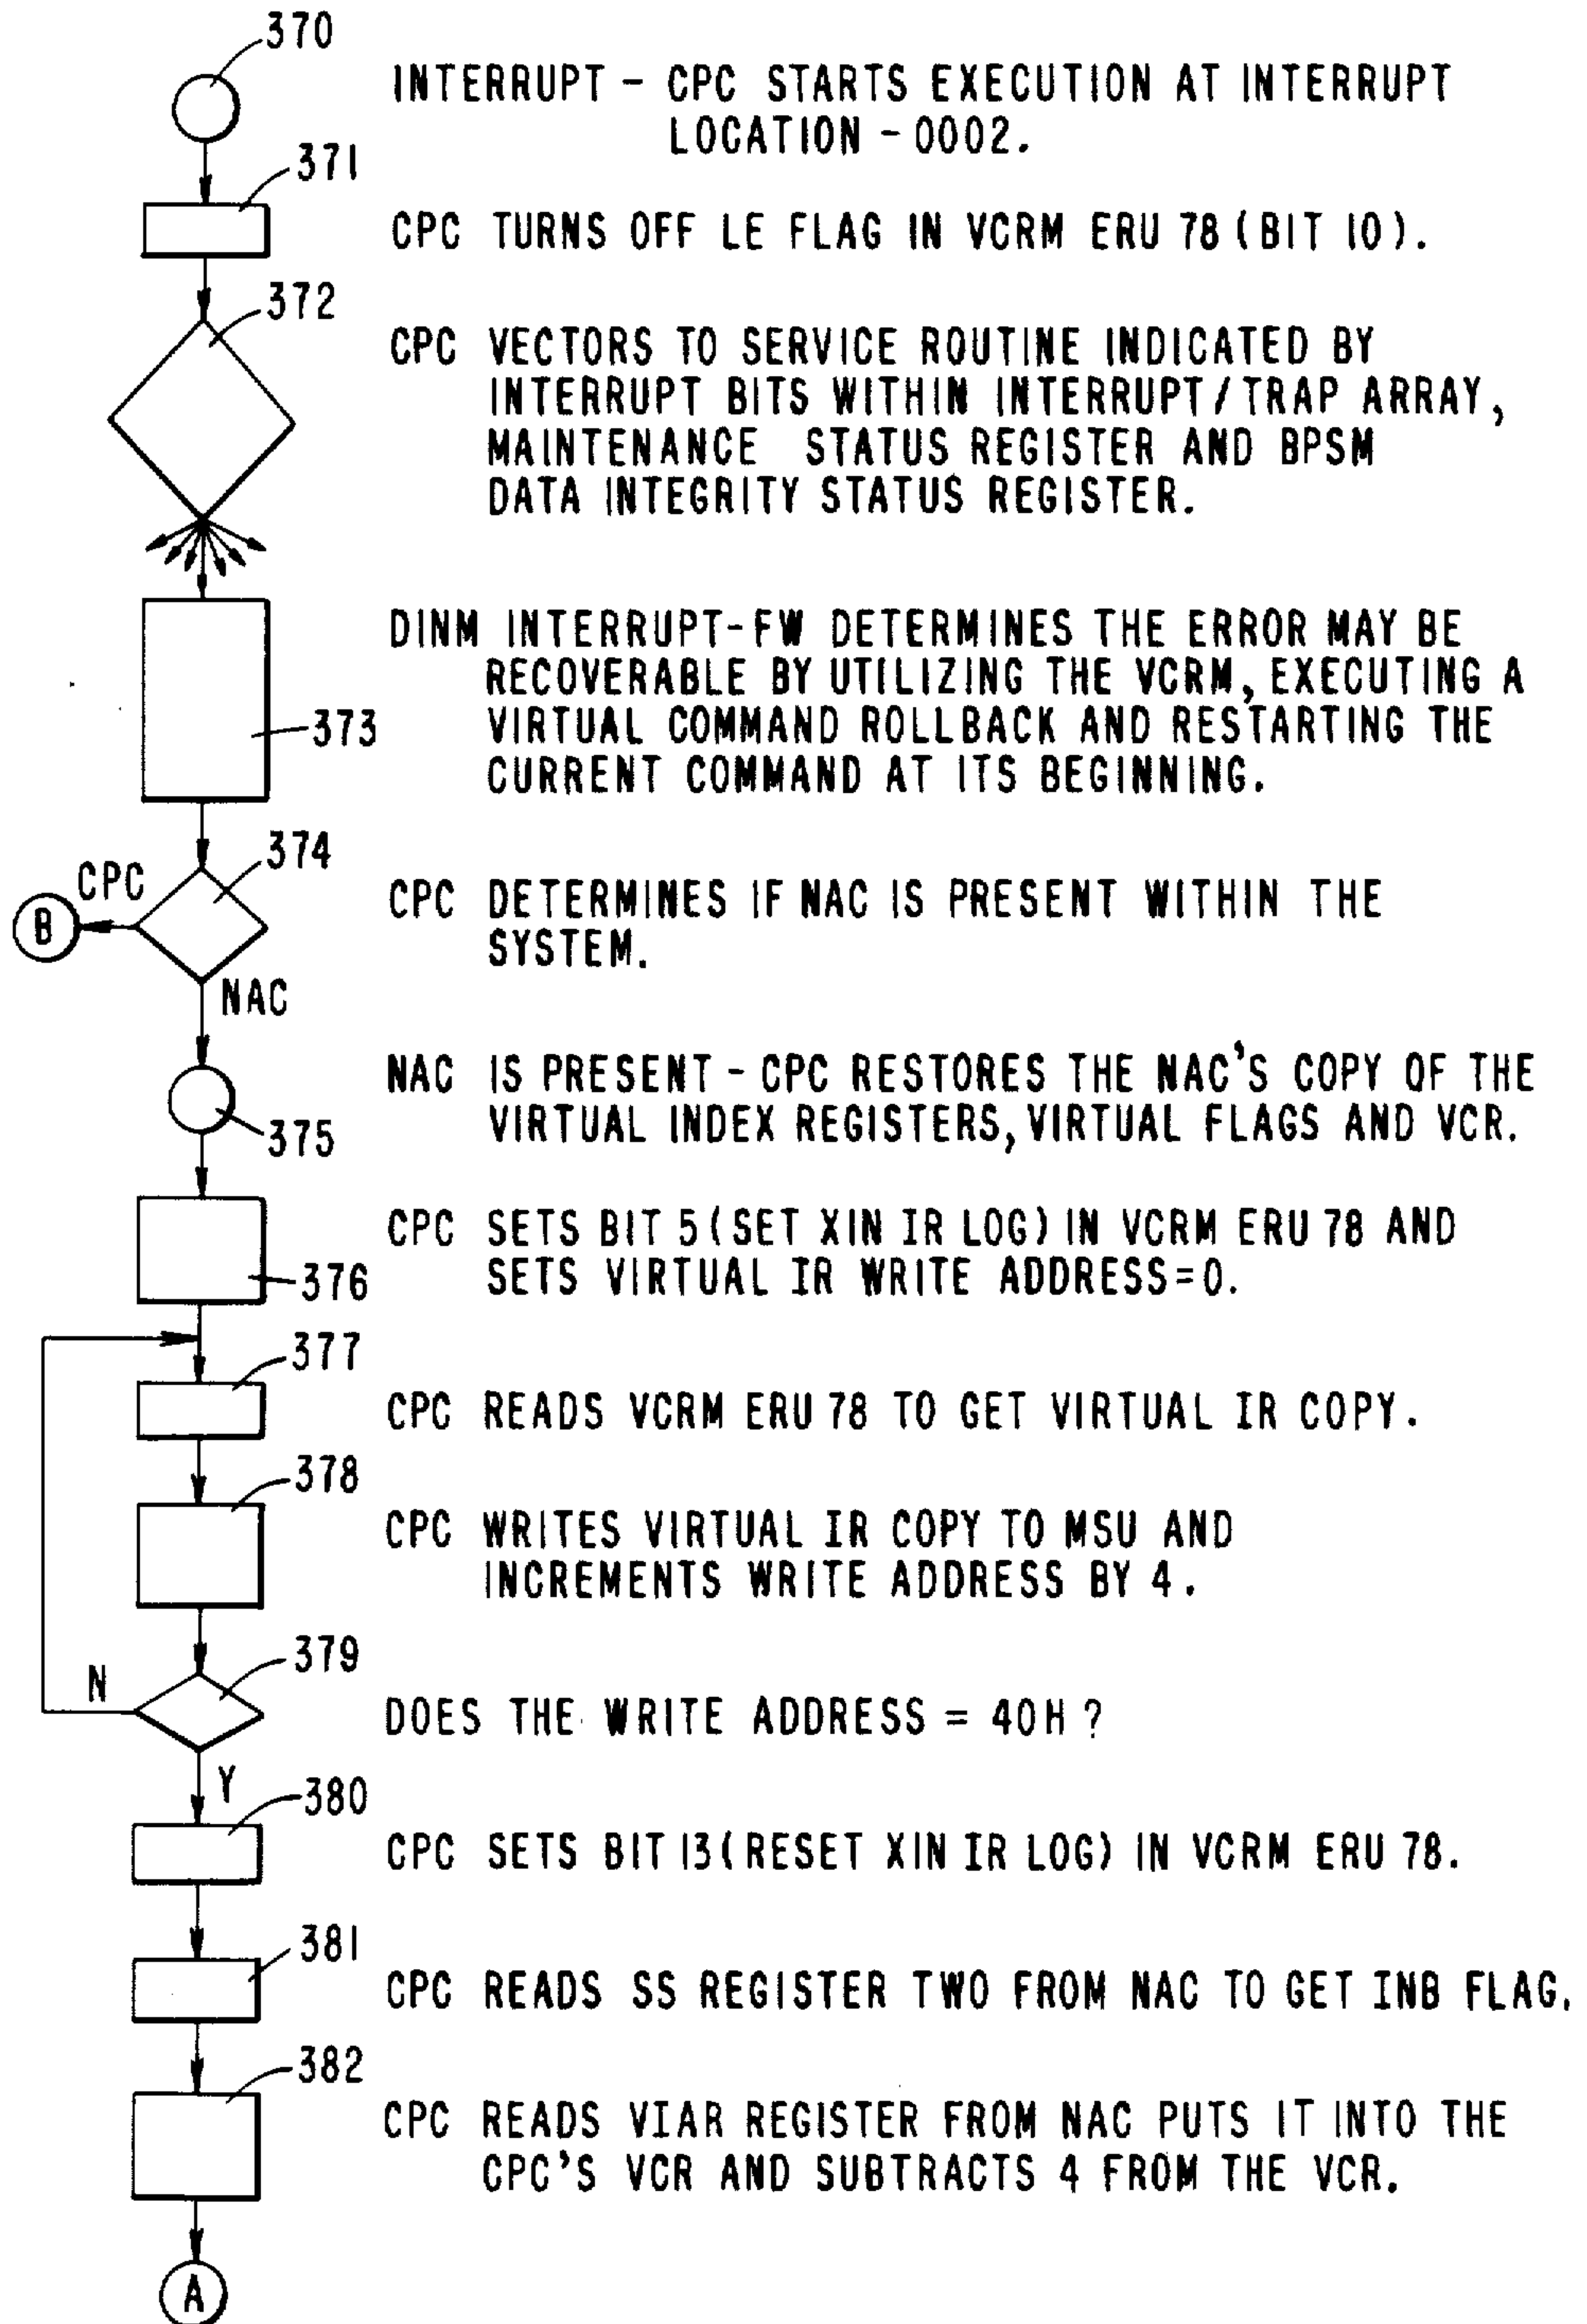 370
INTERRUPT - CPC STARTS EXECUTION AT INTERRUPT
LOCATION - 0002.
371
CPC TURNS OFF LE FLAG IN VCRM ERU 78 (BIT 10).
372
CPC VECTORS TO SERVICE ROUTINE INDICATED BY
INTERRUPT BITS WITHIN INTERRUPT/TRAP ARRAY,
MAINTENANCE STATUS REGISTER AND BPSM
DATA INTEGRITY STATUS REGISTER.
DINM INTERRUPT-FW DETERMINES THE ERROR MAY BE
RECOVERABLE BY UTILIZING THE VCRM, EXECUTING A
VIRTUAL COMMAND ROLLBACK AND RESTARTING THE
CURRENT COMMAND AT ITS BEGINNING.
373
374
CPC
B
CPC DETERMINES IF NAC IS PRESENT WITHIN THE
SYSTEM.
NAC
NAC IS PRESENT - CPC RESTORES THE NAC'S COPY OF THE
VIRTUAL INDEX REGISTERS, VIRTUAL FLAGS AND VCR.
375
CPC SETS BIT 5 (SET XIN IR LOG) IN VCRM ERU 78 AND
SETS VIRTUAL IR WRITE ADDRESS=0.
376
377
CPC READS VCRM ERU 78 TO GET VIRTUAL IR COPY.
378
CPC WRITES VIRTUAL IR COPY TO MSU AND
INCREMENTS WRITE ADDRESS BY 4.
379
N
DOES THE WRITE ADDRESS = 40H ?
Y
380
CPC SETS BIT 13 (RESET XIN IR LOG) IN VCRM ERU 78.
381
CPC READS SS REGISTER TWO FROM NAC TO GET INB FLAG.
382
CPC READS VIAR REGISTER FROM NAC PUTS IT INTO THE
CPC'S VCR AND SUBTRACTS 4 FROM THE VCR.
A